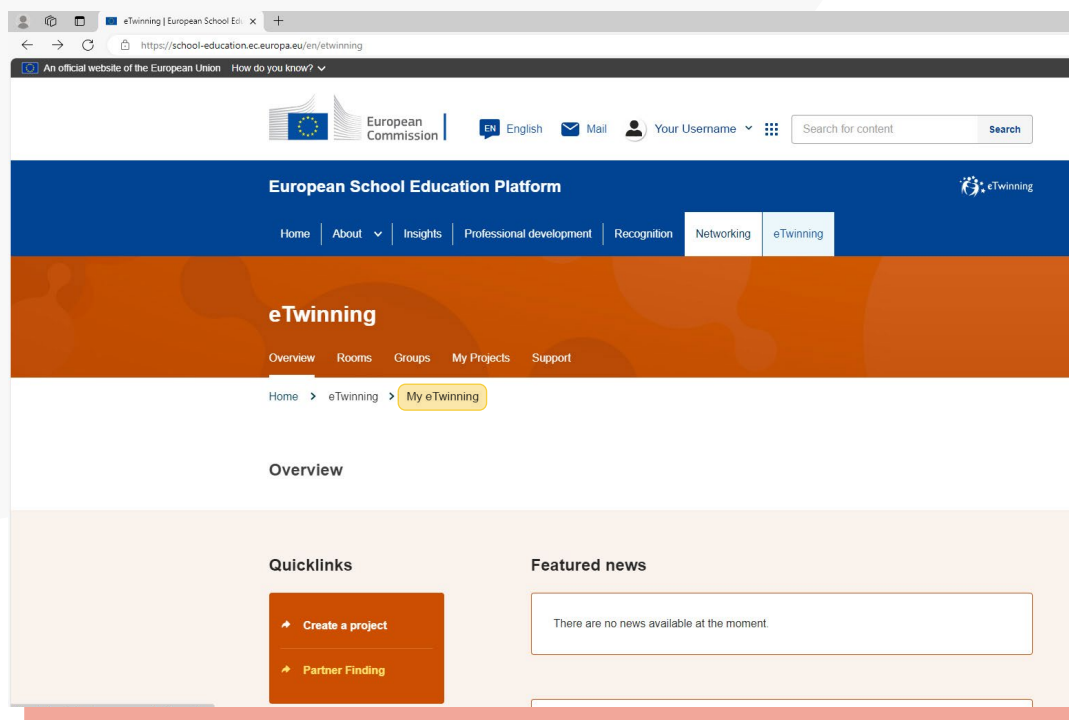 eTwinning | European School Edu
https://school-education.ec.europa.eu/en/etwinning
An official website of the European Union How do you know?
European
Commission
EN English Mail Your Username Search for content Search
European School Education Platform
eTwinning
Home About Insights Professional development Recognition Networking eTwinning
eTwinning
Overview Rooms Groups My Projects Support
Home > eTwinning > My eTwinning
Overview
Quicklinks
Featured news
Create a project
There are no news available at the moment.
Partner Finding